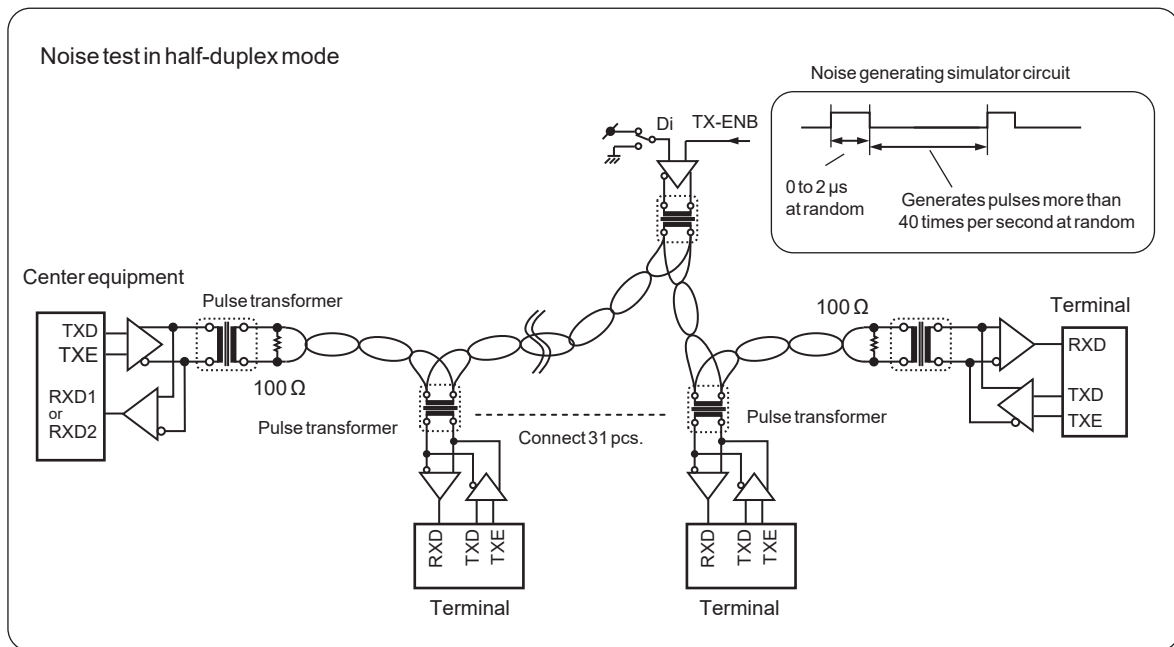 Noise test in half-duplex mode
Noise generating simulator circuit
Di
TX-ENB
0 to 2 µs
at random
Generates pulses more than
40 times per second at random
Center equipment
Pulse transformer
TXD
TXE
RXD1
or
RXD2
100 Ω
100 Ω
Terminal
RXD
TXD
TXE
Pulse transformer
Connect 31 pcs.
Pulse transformer
RXD
TXD
TXE
Terminal
RXD
TXD
TXE
Terminal